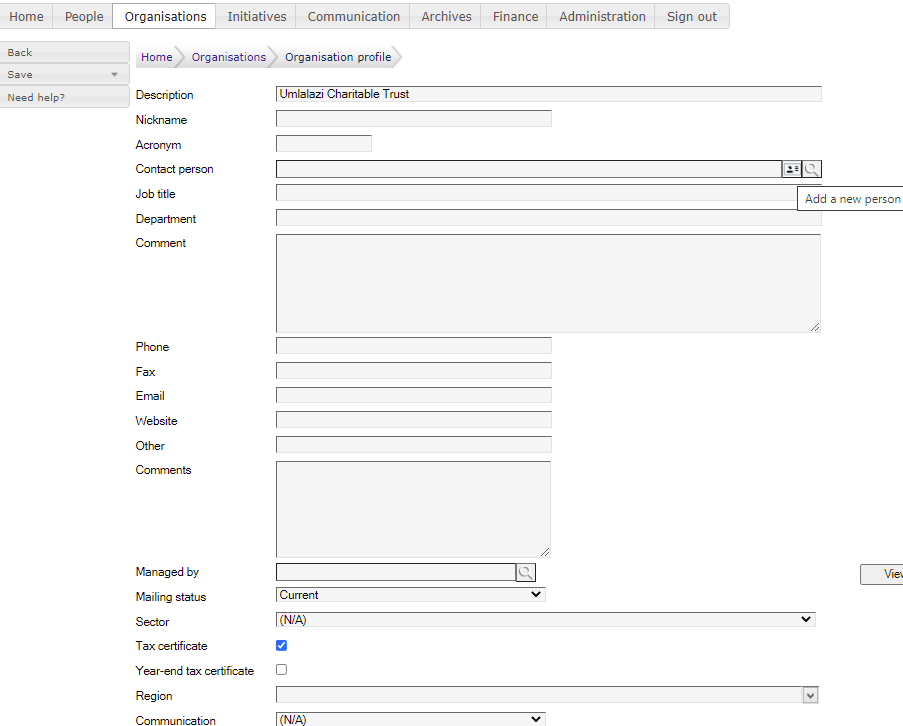 Home People Organisations Initiatives Communication Archives Finance Administration Sign out
Back
Save
Need help?
Home Organisations Organisation profile
Description Umlalazi Charitable Trust
Nickname
Acronym
Contact person
Job title
Add a new person
Department
Comment
Phone
Fax
Email
Website
Other
Comments
Managed by
View
Mailing status Current
Sector (N/A)
Tax certificate
Year-end tax certificate
Region
Communication (N/A)